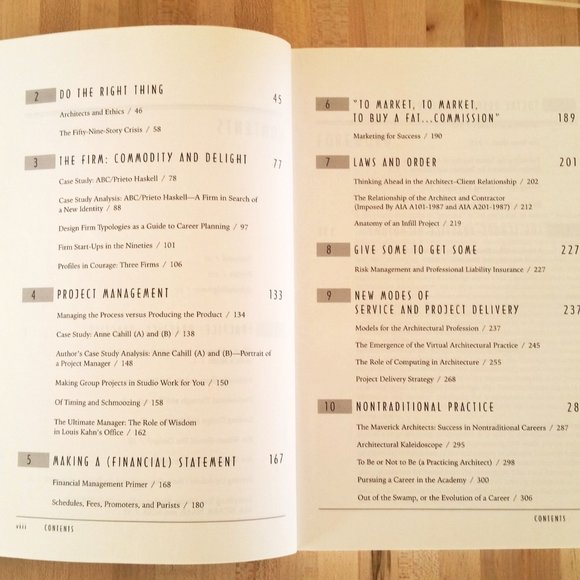 2 DO THE RIGHT THING 45
Architects and Ethics / 46
The Fifty-Nine-Story Crisis / 58
3 THE FIRM: COMMODITY AND DELIGHT 77
Case Study: ABC/Prieto Haskell / 78
Case Study Analysis: ABC/Prieto Haskell—A Firm in Search of
a New Identity / 88
Design Firm Typologies as a Guide to Career Planning / 97
Firm Start-Ups in the Nineties / 101
Profiles in Courage: Three Firms / 106
4 PROJECT MANAGEMENT 133
Managing the Process versus Producing the Product / 134
Case Study: Anne Cahill (A) and (B) / 138
Author's Case Study Analysis: Anne Cahill (A) and (B)—Portrait of
a Project Manager / 148
Making Group Projects in Studio Work for You / 150
Of Timing and Schmoozing / 158
The Ultimate Manager: The Role of Wisdom
in Louis Kahn's Office / 162
5 MAKING A (FINANCIAL) STATEMENT 167
Financial Management Primer / 168
Schedules, Fees, Promoters, and Purists / 180
viii CONTENTS
6 "TO MARKET, TO MARKET,
TO BUY A FAT...COMMISSION" 189
Marketing for Success / 190
7 LAWS AND ORDER 201
Thinking Ahead in the Architect–Client Relationship / 202
The Relationship of the Architect and Contractor
(Imposed By AIA A101-1987 and AIA A201-1987) / 212
Anatomy of an Infill Project / 219
8 GIVE SOME TO GET SOME 227
Risk Management and Professional Liability Insurance / 227
9 NEW MODES OF
SERVICE AND PROJECT DELIVERY 237
Models for the Architectural Profession / 237
The Emergence of the Virtual Architectural Practice / 245
The Role of Computing in Architecture / 255
Project Delivery Strategy / 268
10 NONTRADITIONAL PRACTICE 28
The Maverick Architects: Success in Nontraditional Careers / 287
Architectural Kaleidoscope / 295
To Be or Not to Be (a Practicing Architect) / 298
Pursuing a Career in the Academy / 300
Out of the Swamp, or the Evolution of a Career / 306
CONTENTS